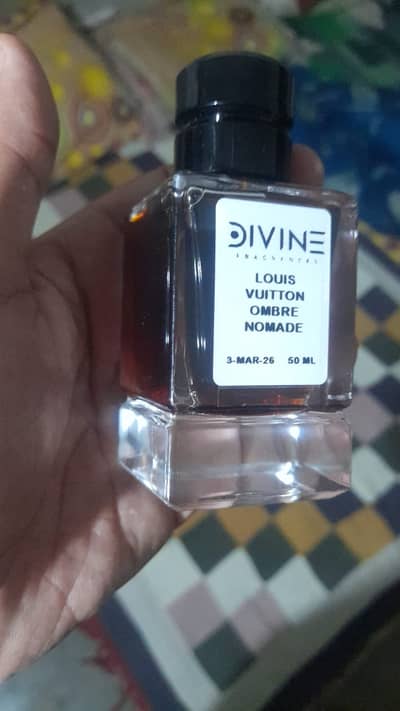 DIVINE
FRAGRANCES
LOUIS
VUITTON
OMBRE
NOMADE
3-MAR-26 50 ML